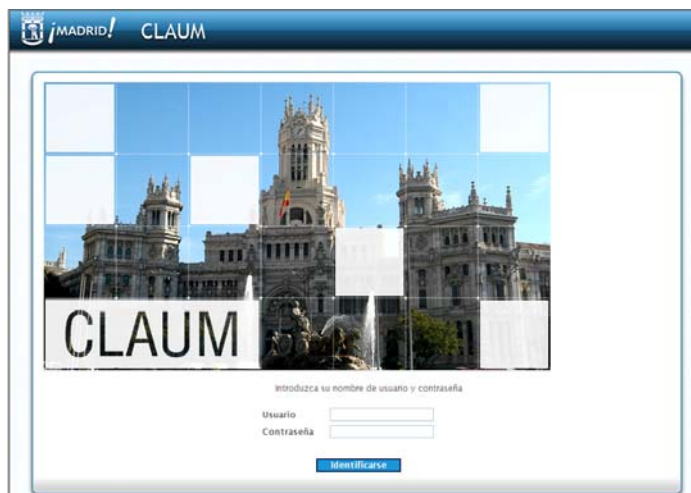 ¡MADRID! CLAUM
CLAUM
Introduzca su nombre de usuario y contraseña
Usuario
Contraseña
Identificarse